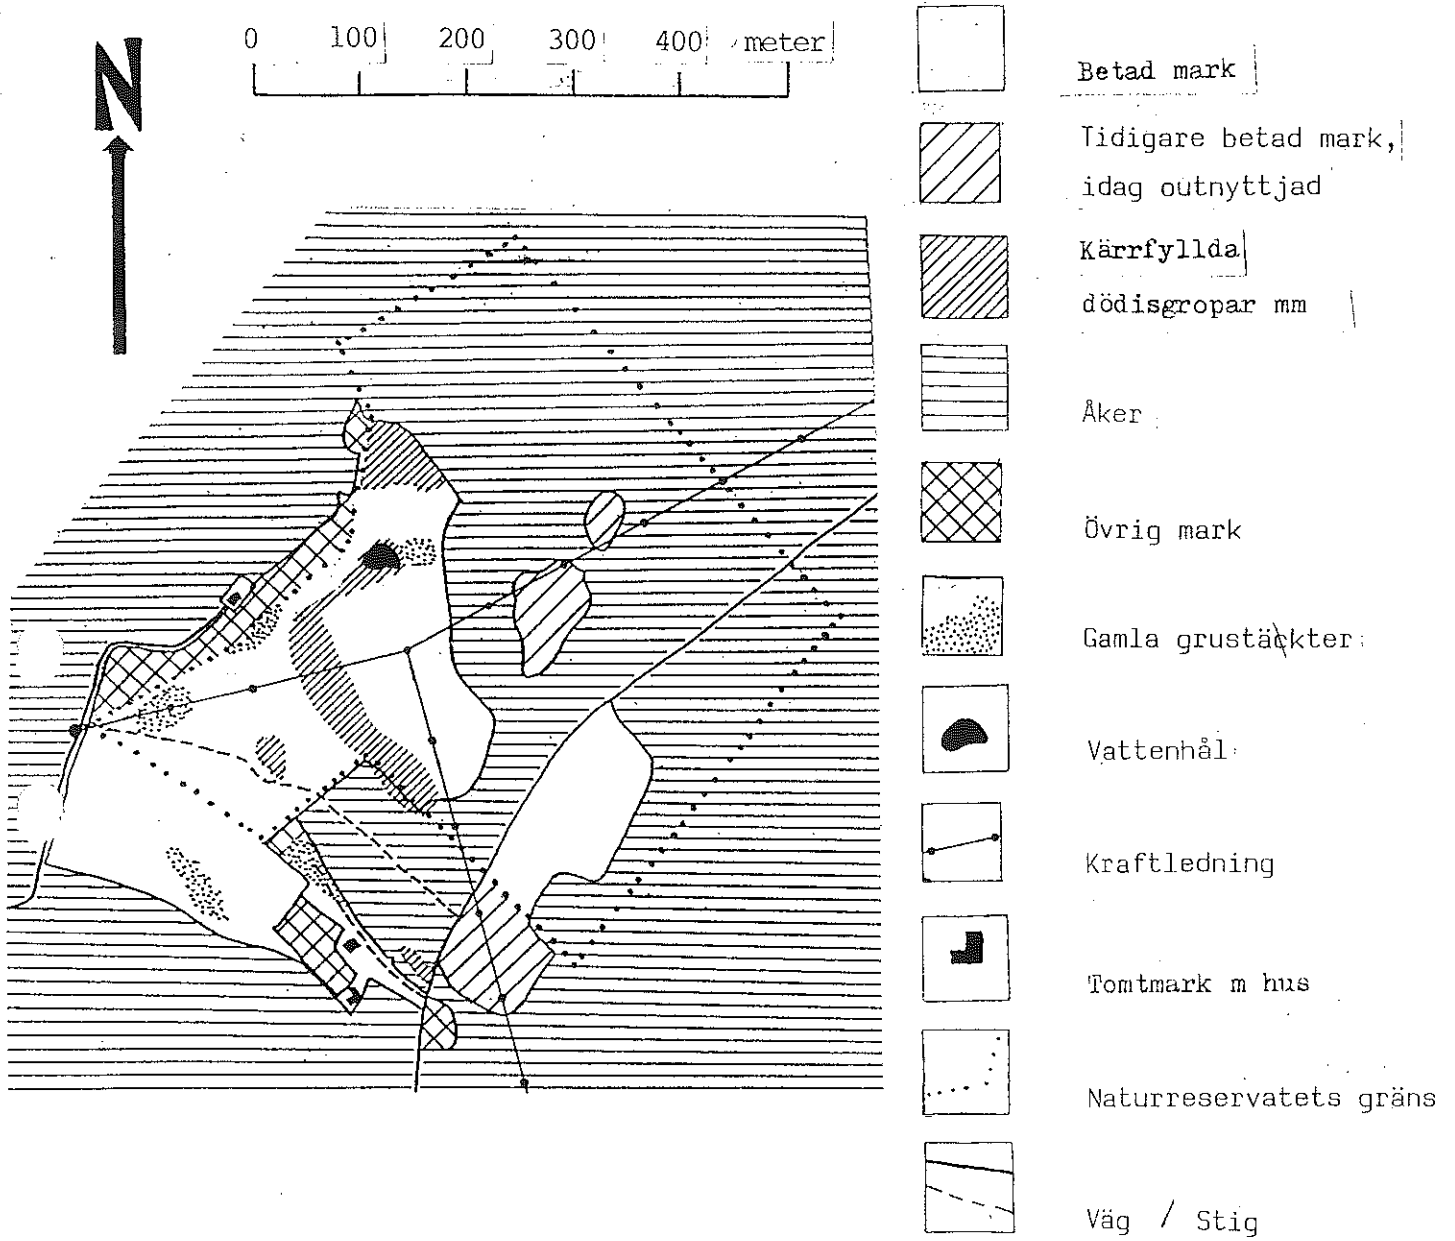 N
0 100 200 300 400 meter
Betad mark
Tidigare betad mark,
idag outnyttjad
Kärrfyllda
dödisgropar mm
Åker
Övrig mark
Gamla grustäckter
Vattenhål
Kraftledning
Tomtmark m hus
Naturreservatets gräns
Väg / Stig